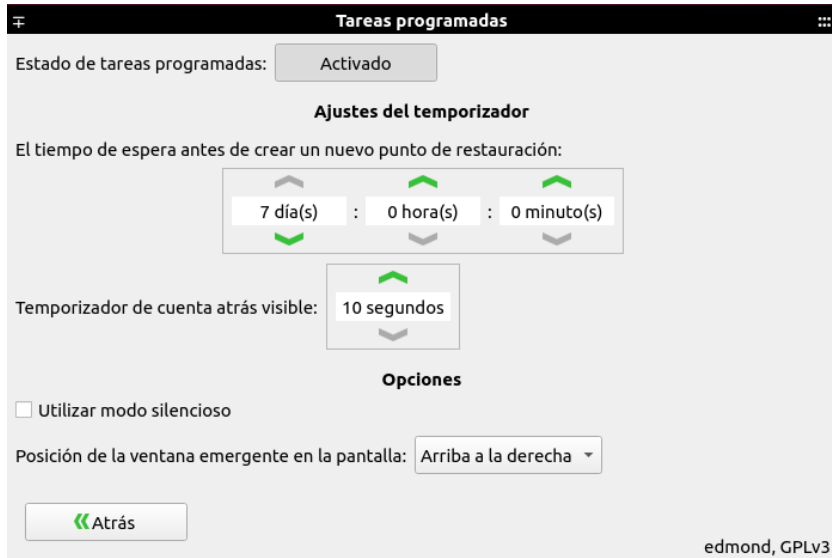 Tareas programadas
Estado de tareas programadas: Activado
Ajustes del temporizador
El tiempo de espera antes de crear un nuevo punto de restauración:
7 día(s) : 0 hora(s) : 0 minuto(s)
Temporizador de cuenta atrás visible: 10 segundos
Opciones
Utilizar modo silencioso
Posición de la ventana emergente en la pantalla: Arriba a la derecha
Atrás
edmond, GPLv3